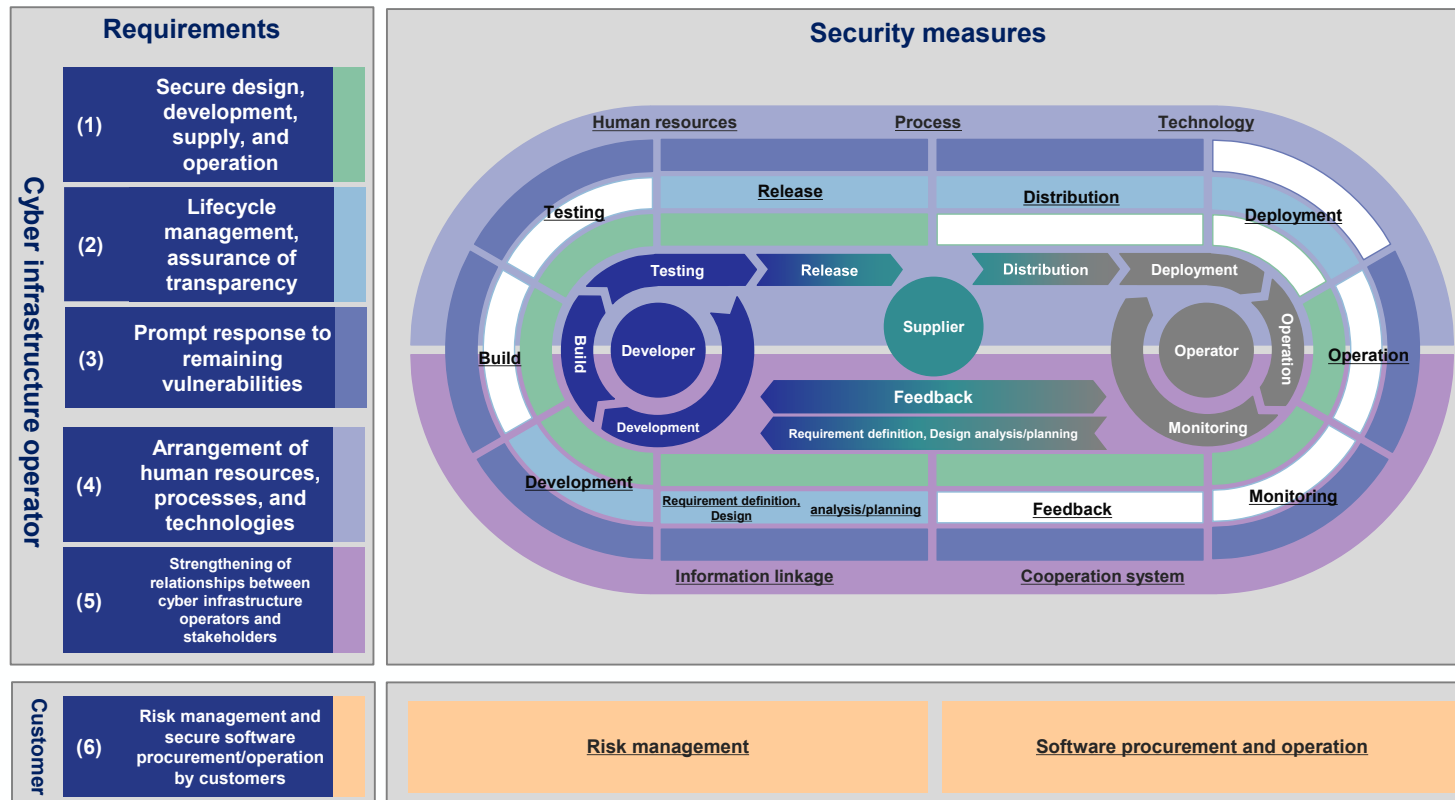 Requirements
Cyber infrastructure operator
(1)
Secure design,
development,
supply, and
operation
(2)
Lifecycle
management,
assurance of
transparency
(3)
Prompt response to
remaining
vulnerabilities
(4)
Arrangement of
human resources,
processes, and
technologies
(5)
Strengthening of
relationships between
cyber infrastructure
operators and
stakeholders
Security measures
Human resources
Process
Technology
Release
Distribution
Testing
Deployment
Testing
Release
Distribution
Deployment
Supplier
Build
Build
Developer
Operator
Operation
Operation
Feedback
Development
Requirement definition, Design analysis/planning
Monitoring
Development
Requirement definition,
Design
analysis/planning
Feedback
Monitoring
Information linkage
Cooperation system
Customer
(6)
Risk management and
secure software
procurement/operation
by customers
Risk management
Software procurement and operation